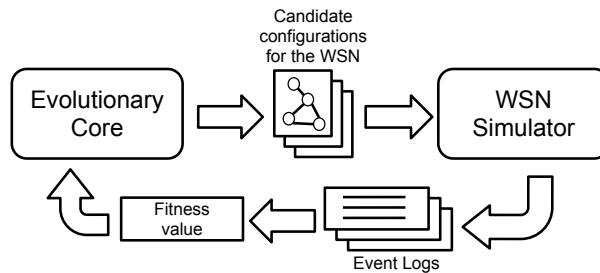 Candidate
configurations
for the WSN
Evolutionary
Core
WSN
Simulator
Fitness
value
Event Logs